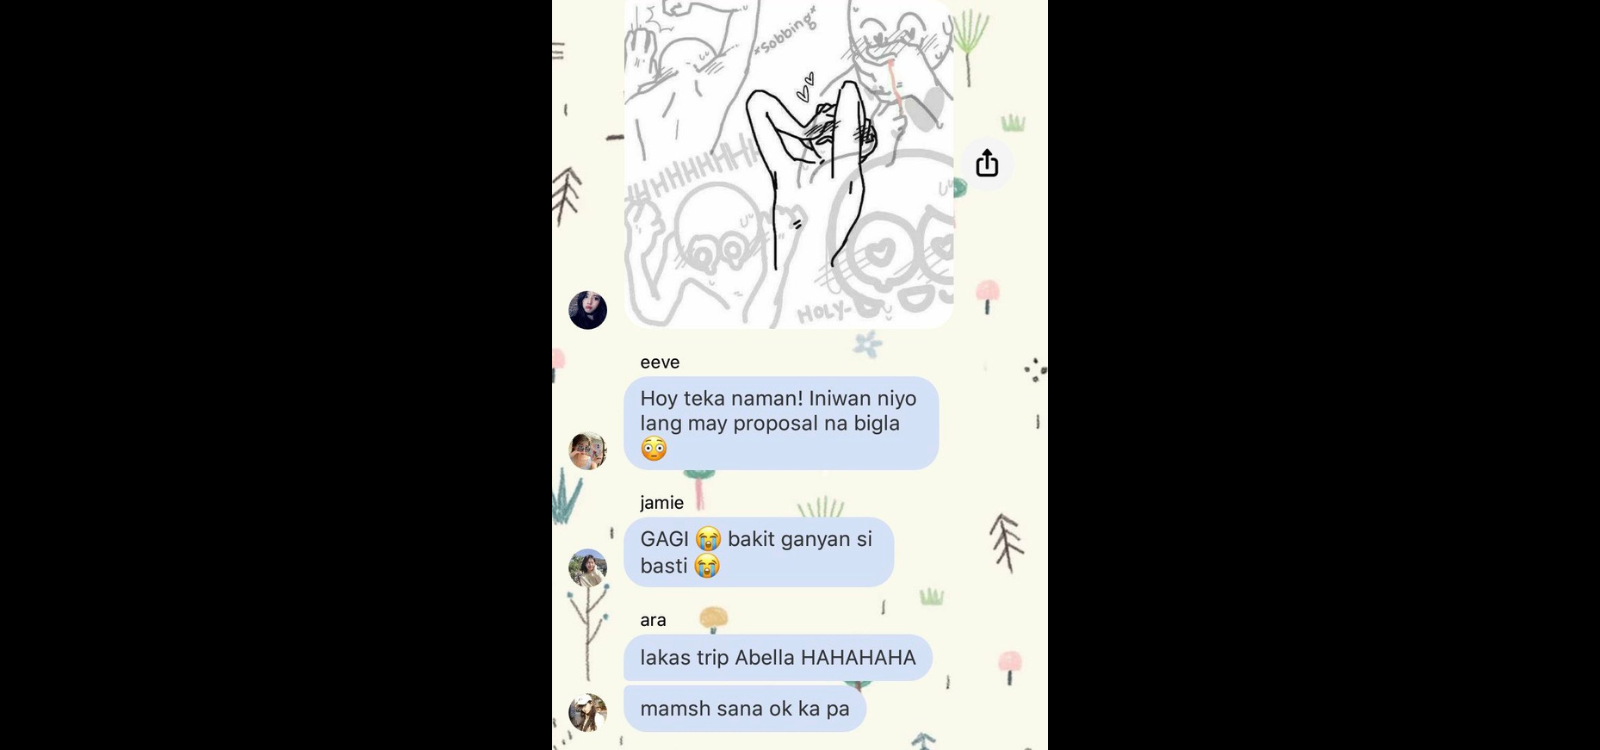 *sobbing*
HHHHHHHH
HOLY-
eeve
Hoy teka naman! Iniwan niyo
lang may proposal na bigla
😳
jamie
GAGI 😭 bakit ganyan si
basti 😭
ara
lakas trip Abella HAHAHAHA
mamsh sana ok ka pa